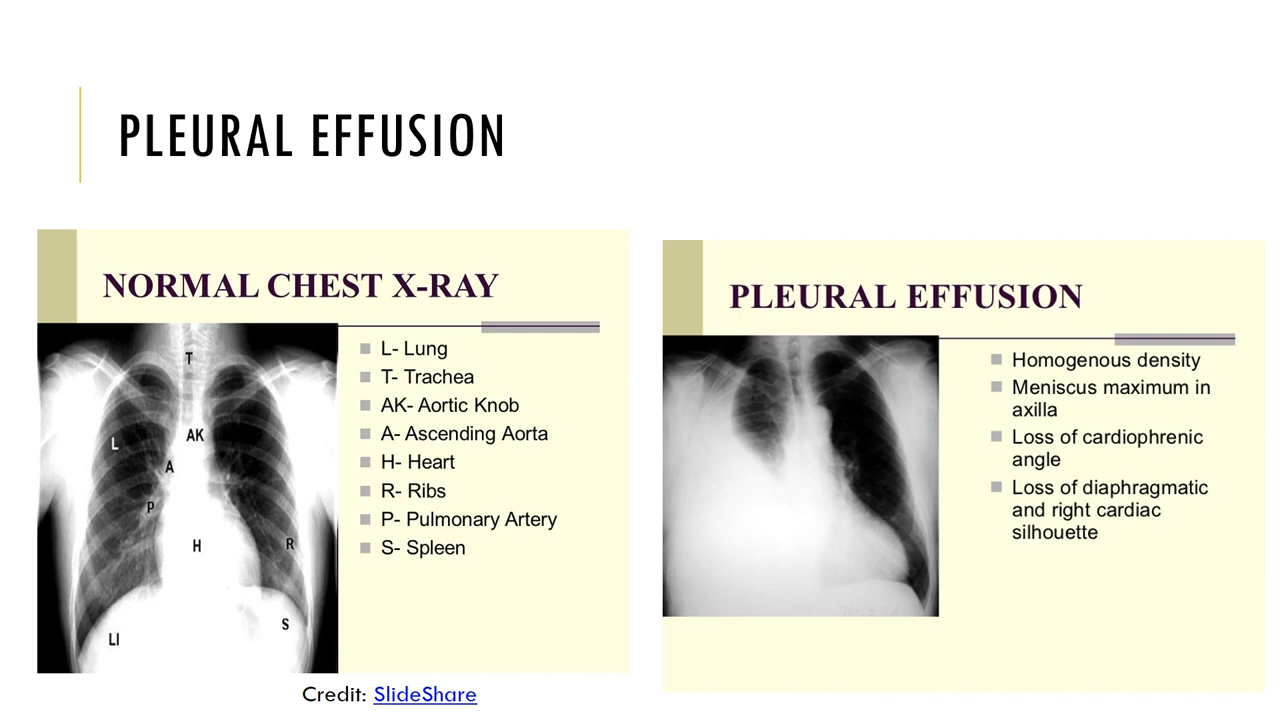 PLEURAL EFFUSION
NORMAL CHEST X-RAY
T
L
AK
A
P
H
R
S
LI
L- Lung
T- Trachea
AK- Aortic Knob
A- Ascending Aorta
H- Heart
R- Ribs
P- Pulmonary Artery
S- Spleen
Credit: SlideShare
PLEURAL EFFUSION
Homogenous density
Meniscus maximum in
axilla
Loss of cardiophrenic
angle
Loss of diaphragmatic
and right cardiac
silhouette